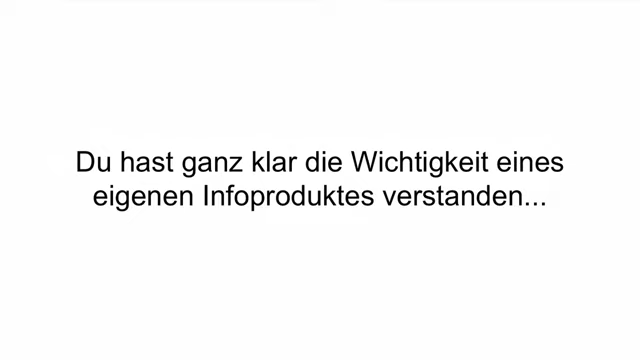 Du hast ganz klar die Wichtigkeit eines
eigenen Infoproduktes verstanden...